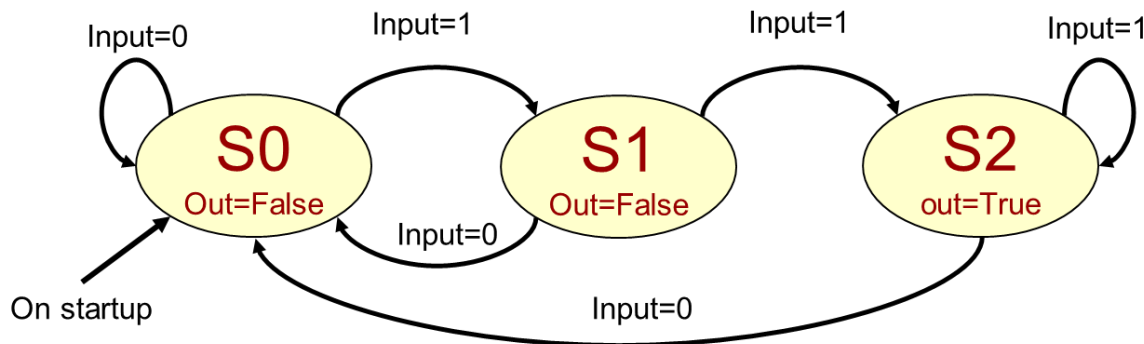 Input=0
Input=1
Input=1
Input=1
S0
Out=False
S1
Out=False
S2
out=True
Input=0
On startup
Input=0